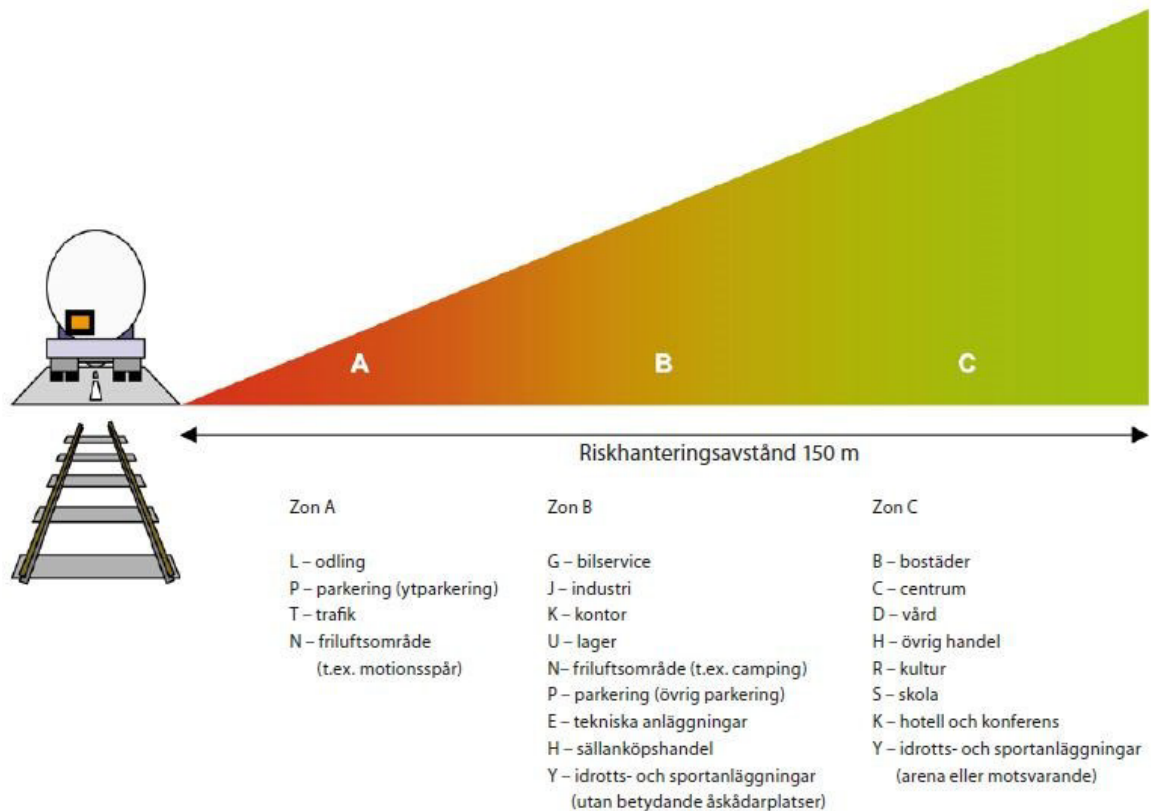 A
B
C
Riskhanteringsavstånd 150 m
Zon A
L – odling
P – parkering (ytparkering)
T – trafik
N – friluftsområde
(t.ex. motionsspår)
Zon B
G – bilservice
J – industri
K – kontor
U – lager
N– friluftsområde (t.ex. camping)
P – parkering (övrig parkering)
E – tekniska anläggningar
H – sällanköpshandel
Y – idrotts- och sportanläggningar
(utan betydande åskådarplatser)
Zon C
B – bostäder
C – centrum
D – vård
H – övrig handel
R – kultur
S – skola
K – hotell och konferens
Y – idrotts- och sportanläggningar
(arena eller motsvarande)